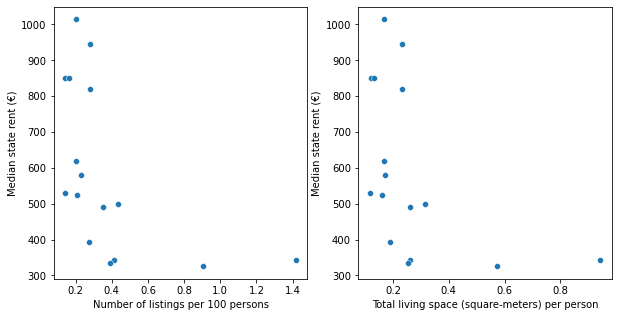 Median state rent (€)
1000
900
800
700
600
500
400
300
0.2 0.4 0.6 0.8 1.0 1.2 1.4
Number of listings per 100 persons
Median state rent (€)
1000
900
800
700
600
500
400
300
0.2 0.4 0.6 0.8
Total living space (square-meters) per person